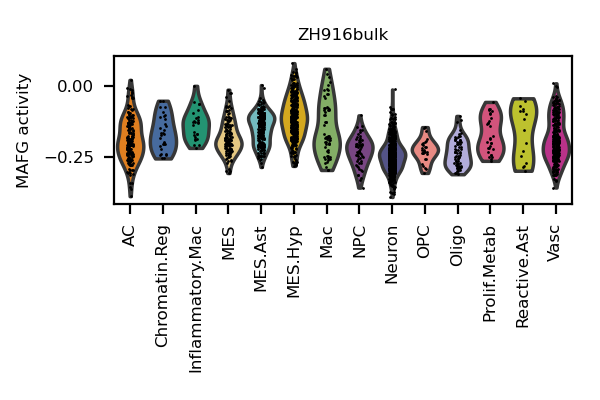 ZH916bulk
MAFG activity
0.00
−0.25
AC
Chromatin.Reg
Inflammatory.Mac
MES
MES.Ast
MES.Hyp
Mac
NPC
Neuron
OPC
Oligo
Prolif.Metab
Reactive.Ast
Vasc